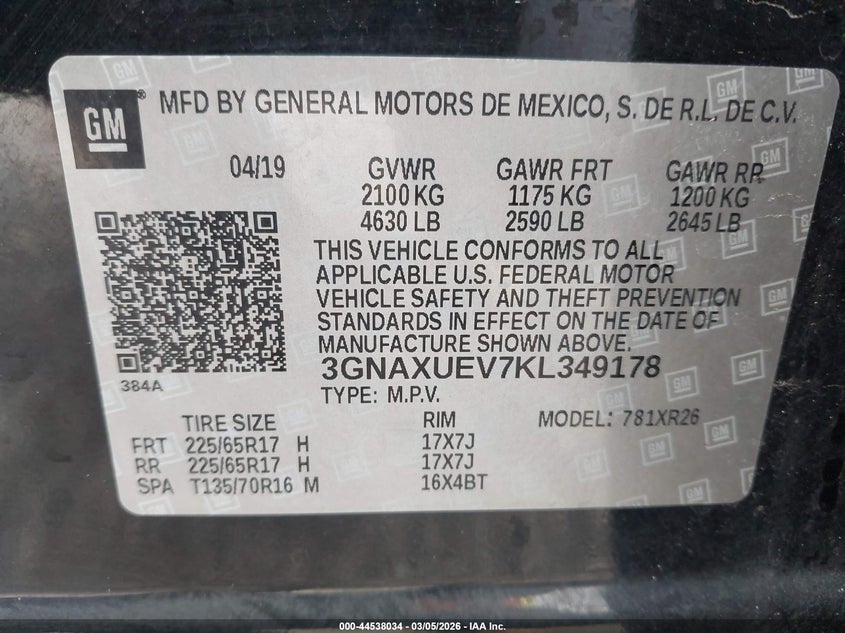 GM
MFD BY GENERAL MOTORS DE MEXICO, S. DE R.L. DE C.V.
04/19 GVWR GAWR FRT GAWR RR
2100 KG 1175 KG 1200 KG
4630 LB 2590 LB 2645 LB
THIS VEHICLE CONFORMS TO ALL
APPLICABLE U.S. FEDERAL MOTOR
VEHICLE SAFETY AND THEFT PREVENTION
STANDARDS IN EFFECT ON THE DATE OF
MANUFACTURE SHOWN ABOVE.
3GNAXUEV7KL349178
384A
TYPE: M.P.V.
TIRE SIZE RIM MODEL: 781XR26
FRT 225/65R17 H 17X7J
RR 225/65R17 H 17X7J
SPA T135/70R16 M 16X4BT
000-44538034 — 03/05/2026 — IAA Inc.